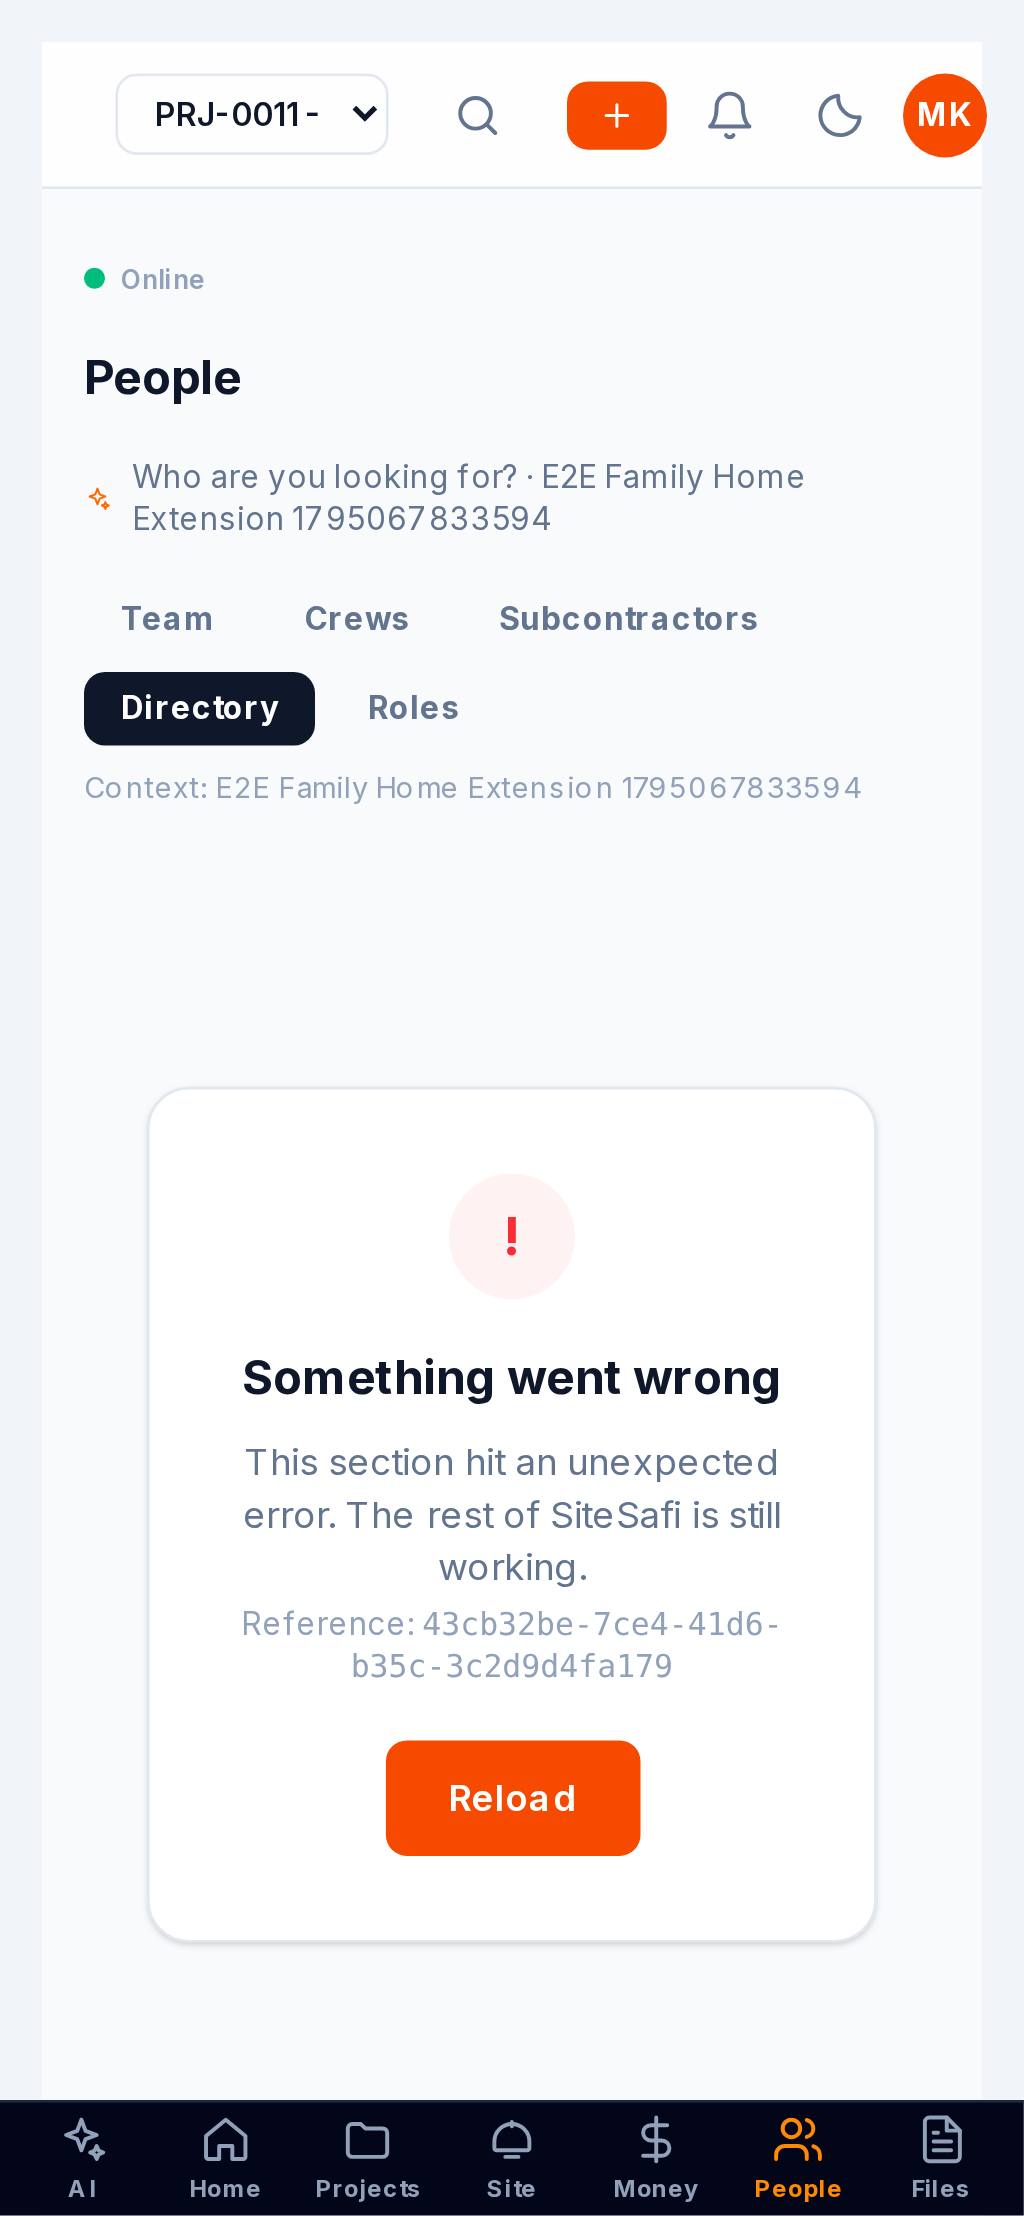 PRJ-0011 -
MK
Online
People
Who are you looking for? · E2E Family Home
Extension 1795067833594
Team Crews Subcontractors
Directory Roles
Context: E2E Family Home Extension 1795067833594
!
Something went wrong
This section hit an unexpected
error. The rest of SiteSafi is still
working.
Reference: 43cb32be-7ce4-41d6-
b35c-3c2d9d4fa179
Reload
AI Home Projects Site Money People Files